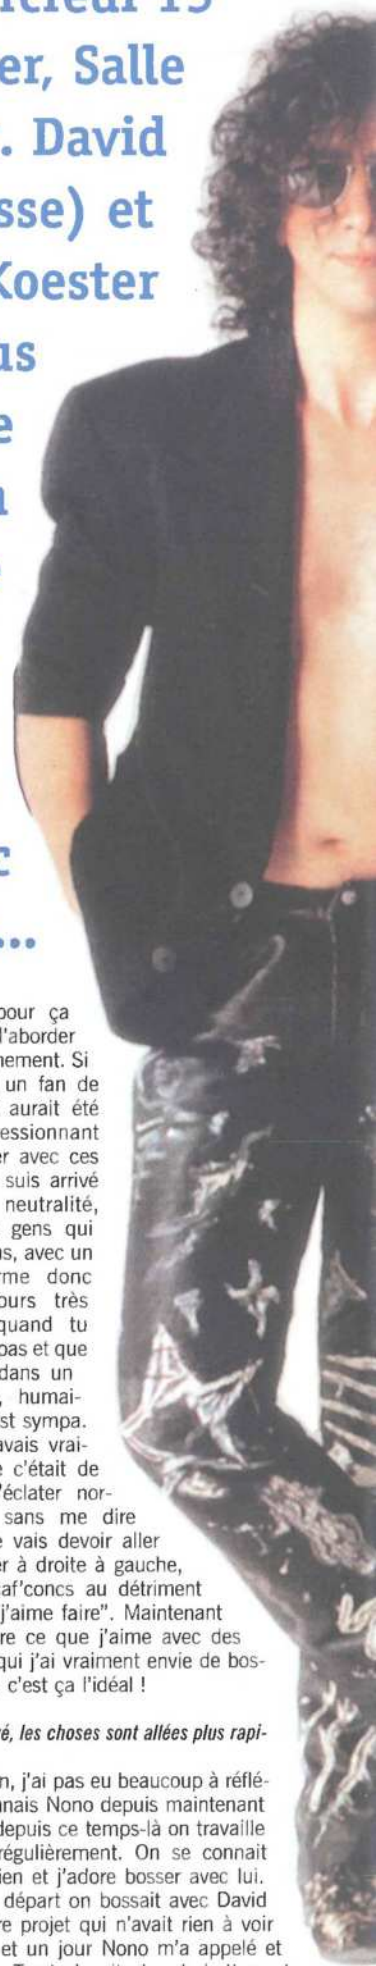 er, Salle
. David
sse) et
Koester
us
e
c
...
pour ça
l'aborder
nement. Si
un fan de
aurait été
essionnant
er avec ces
suis arrivé
neutralité,
gens qui
ns, avec un
rme donc
ours très
quand tu
pas et que
dans un
, humai-
st sympa.
avais vrai-
e c'était de
'éclater nor-
sans me dire
e vais devoir aller
er à droite à gauche,
caf'concs au détriment
j'aime faire". Maintenant
re ce que j'aime avec des
qui j'ai vraiment envie de bos-
c'est ça l'idéal !
é, les choses sont allées plus rapi-
n, j'ai pas eu beaucoup à réflé-
nnais Nono depuis maintenant
depuis ce temps-là on travaille
régulièrement. On se connait
ien et j'adore bosser avec lui.
départ on bossait avec David
re projet qui n'avait rien à voir
et un jour Nono m'a appelé et